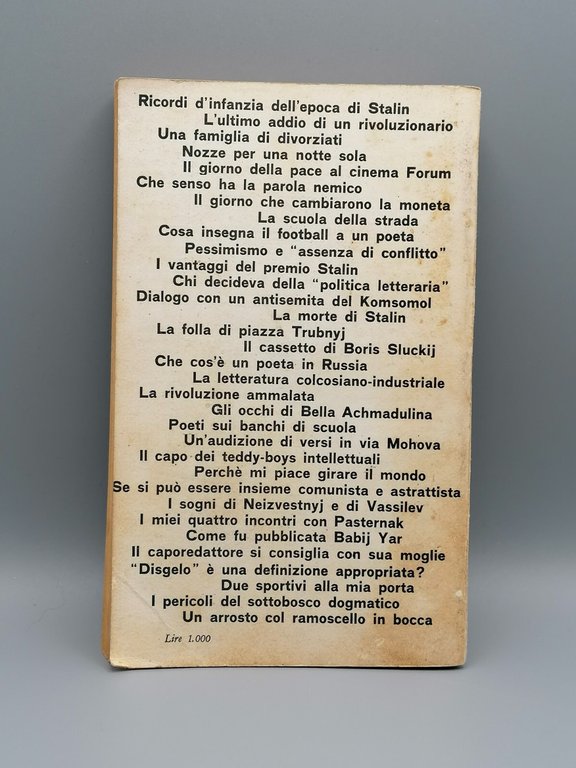 Ricordi d'infanzia dell'epoca di Stalin
L'ultimo addio di un rivoluzionario
Una famiglia di divorziati
Nozze per una notte sola
Il giorno della pace al cinema Forum
Che senso ha la parola nemico
Il giorno che cambiarono la moneta
La scuola della strada
Cosa insegna il football a un poeta
Pessimismo e "assenza di conflitto"
I vantaggi del premio Stalin
Chi decideva della "politica letteraria"
Dialogo con un antisemita del Komsomol
La morte di Stalin
La folla di piazza Trubnyj
Il cassetto di Boris Sluckij
Che cos'è un poeta in Russia
La letteratura colcosiano-industriale
La rivoluzione ammalata
Gli occhi di Bella Achmadulina
Poeti sui banchi di scuola
Un'audizione di versi in via Mohova
Il capo dei teddy-boys intellettuali
Perchè mi piace girare il mondo
Se si può essere insieme comunista e astrattista
I sogni di Neizvestnyj e di Vassilev
I miei quattro incontri con Pasternak
Come fu pubblicata Babij Yar
Il caporedattore si consiglia con sua moglie
"Disgelo" è una definizione appropriata?
Due sportivi alla mia porta
I pericoli del sottobosco dogmatico
Un arrosto col ramoscello in bocca
Lire 1.000